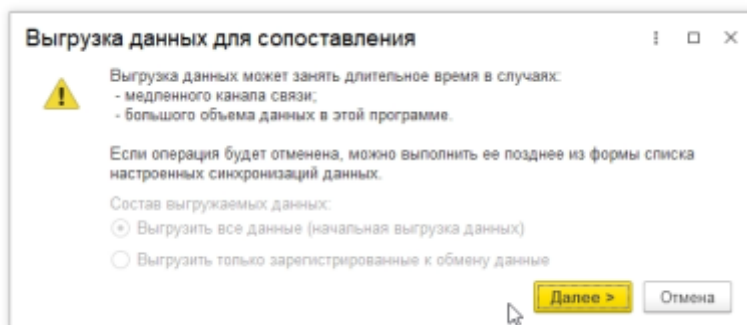 Выгрузка данных для сопоставления
Выгрузка данных может занять длительное время в случаях:
- медленного канала связи;
- большого объема данных в этой программе.
Если операция будет отменена, можно выполнить ее позднее из формы списка
настроенных синхронизаций данных.
Состав выгружаемых данных:
Выгрузить все данные (начальная выгрузка данных)
Выгрузить только зарегистрированные к обмену данные
Далее > Отмена